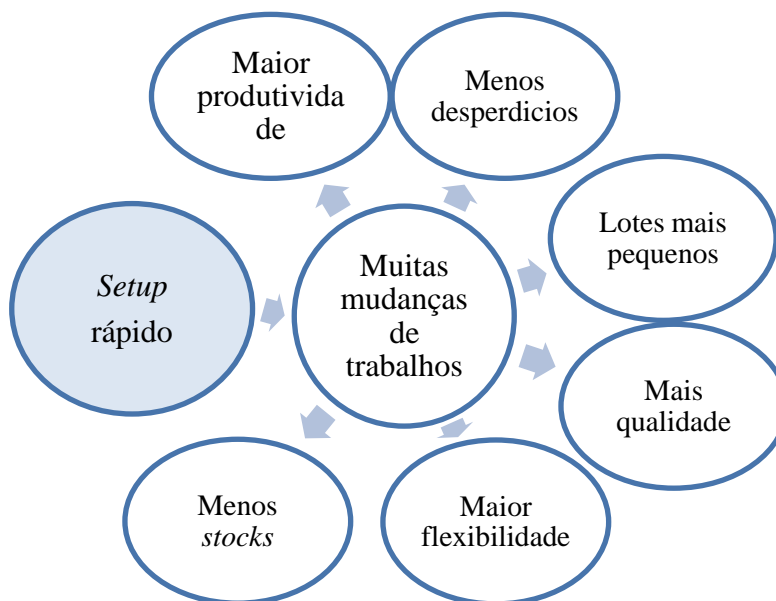 Maior
produtivida
de
Menos
desperdicios
Lotes mais
pequenos
Setup
rápido
Muitas
mudanças
de
trabalhos
Mais
qualidade
Menos
stocks
Maior
flexibilidade